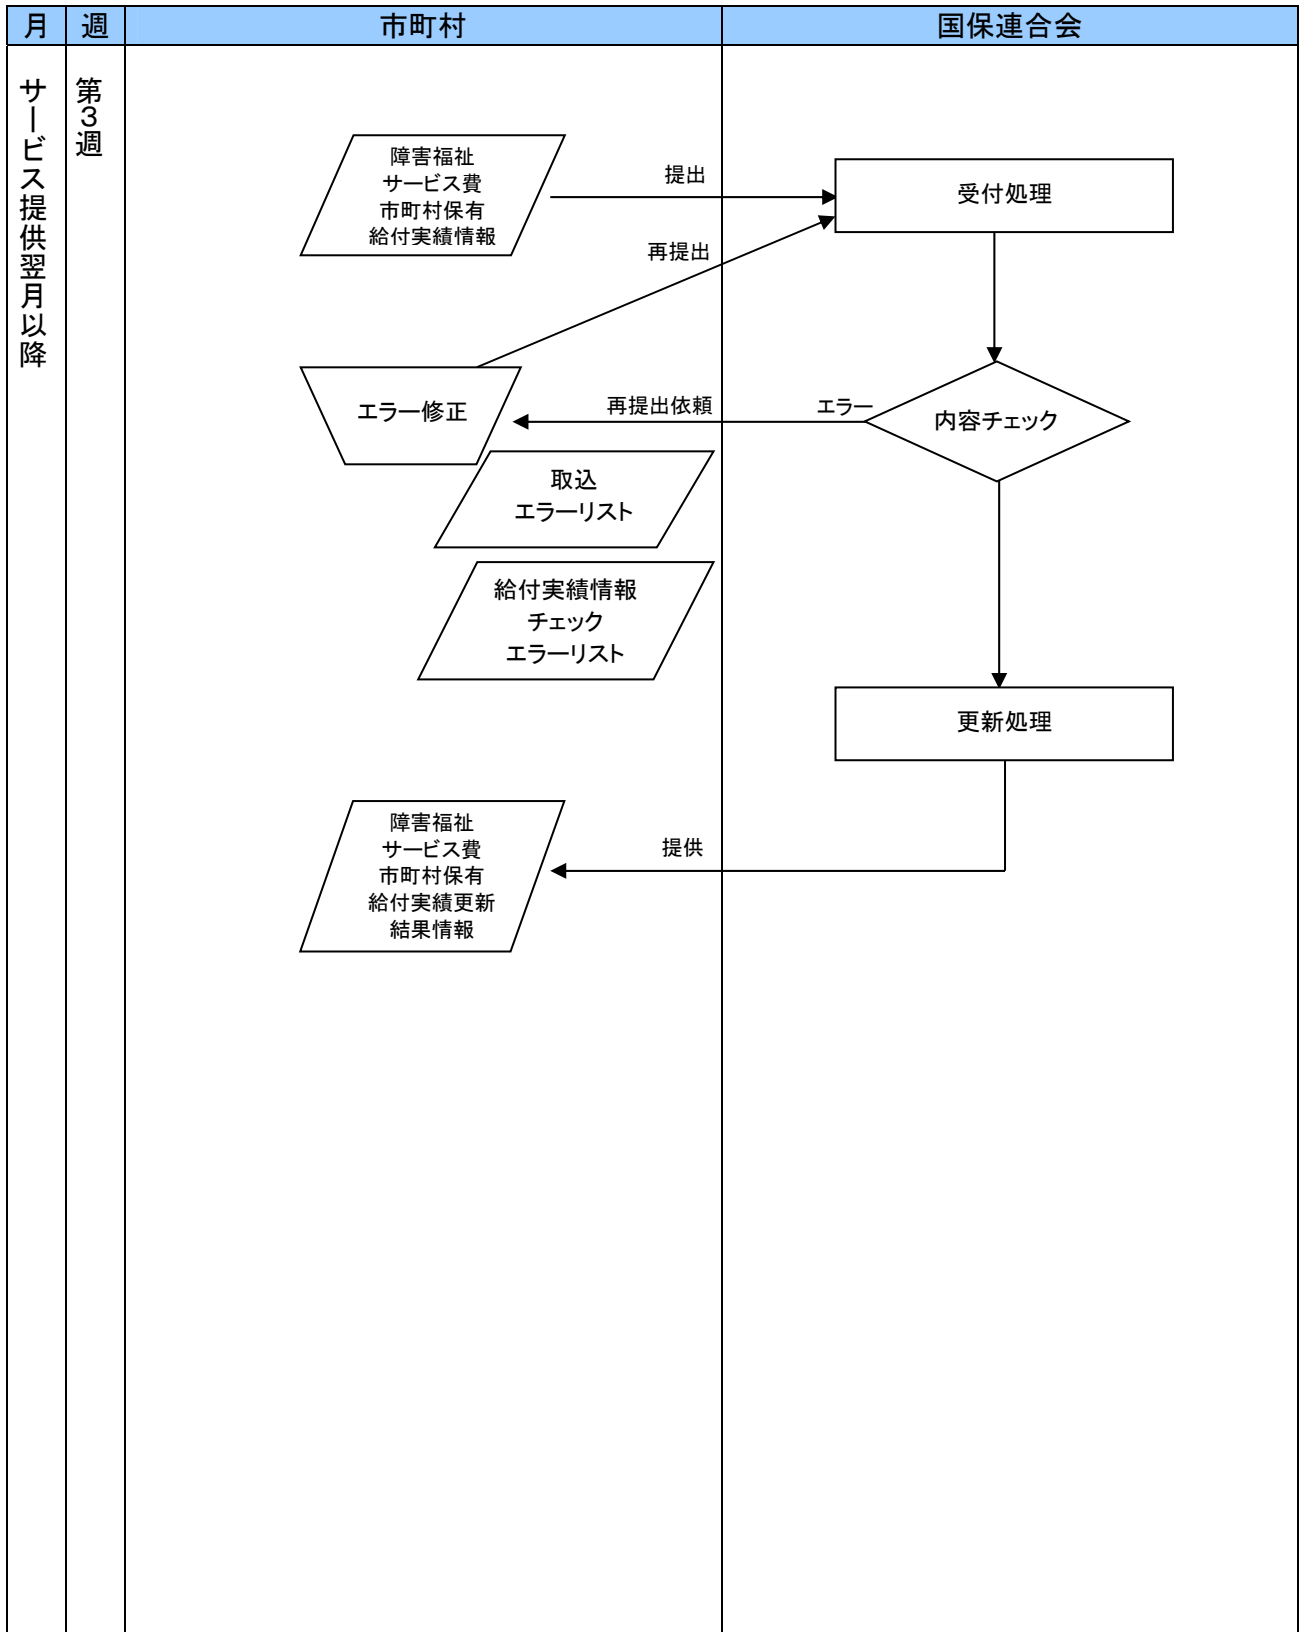 月
週
市町村
国保連合会
サービス提供翌月以降
第3週
障害福祉
サービス費
市町村保有
給付実績情報
提出
受付処理
再提出
エラー修正
再提出依頼
エラー
内容チェック
取込
エラーリスト
給付実績情報
チェック
エラーリスト
更新処理
障害福祉
サービス費
市町村保有
給付実績更新
結果情報
提供